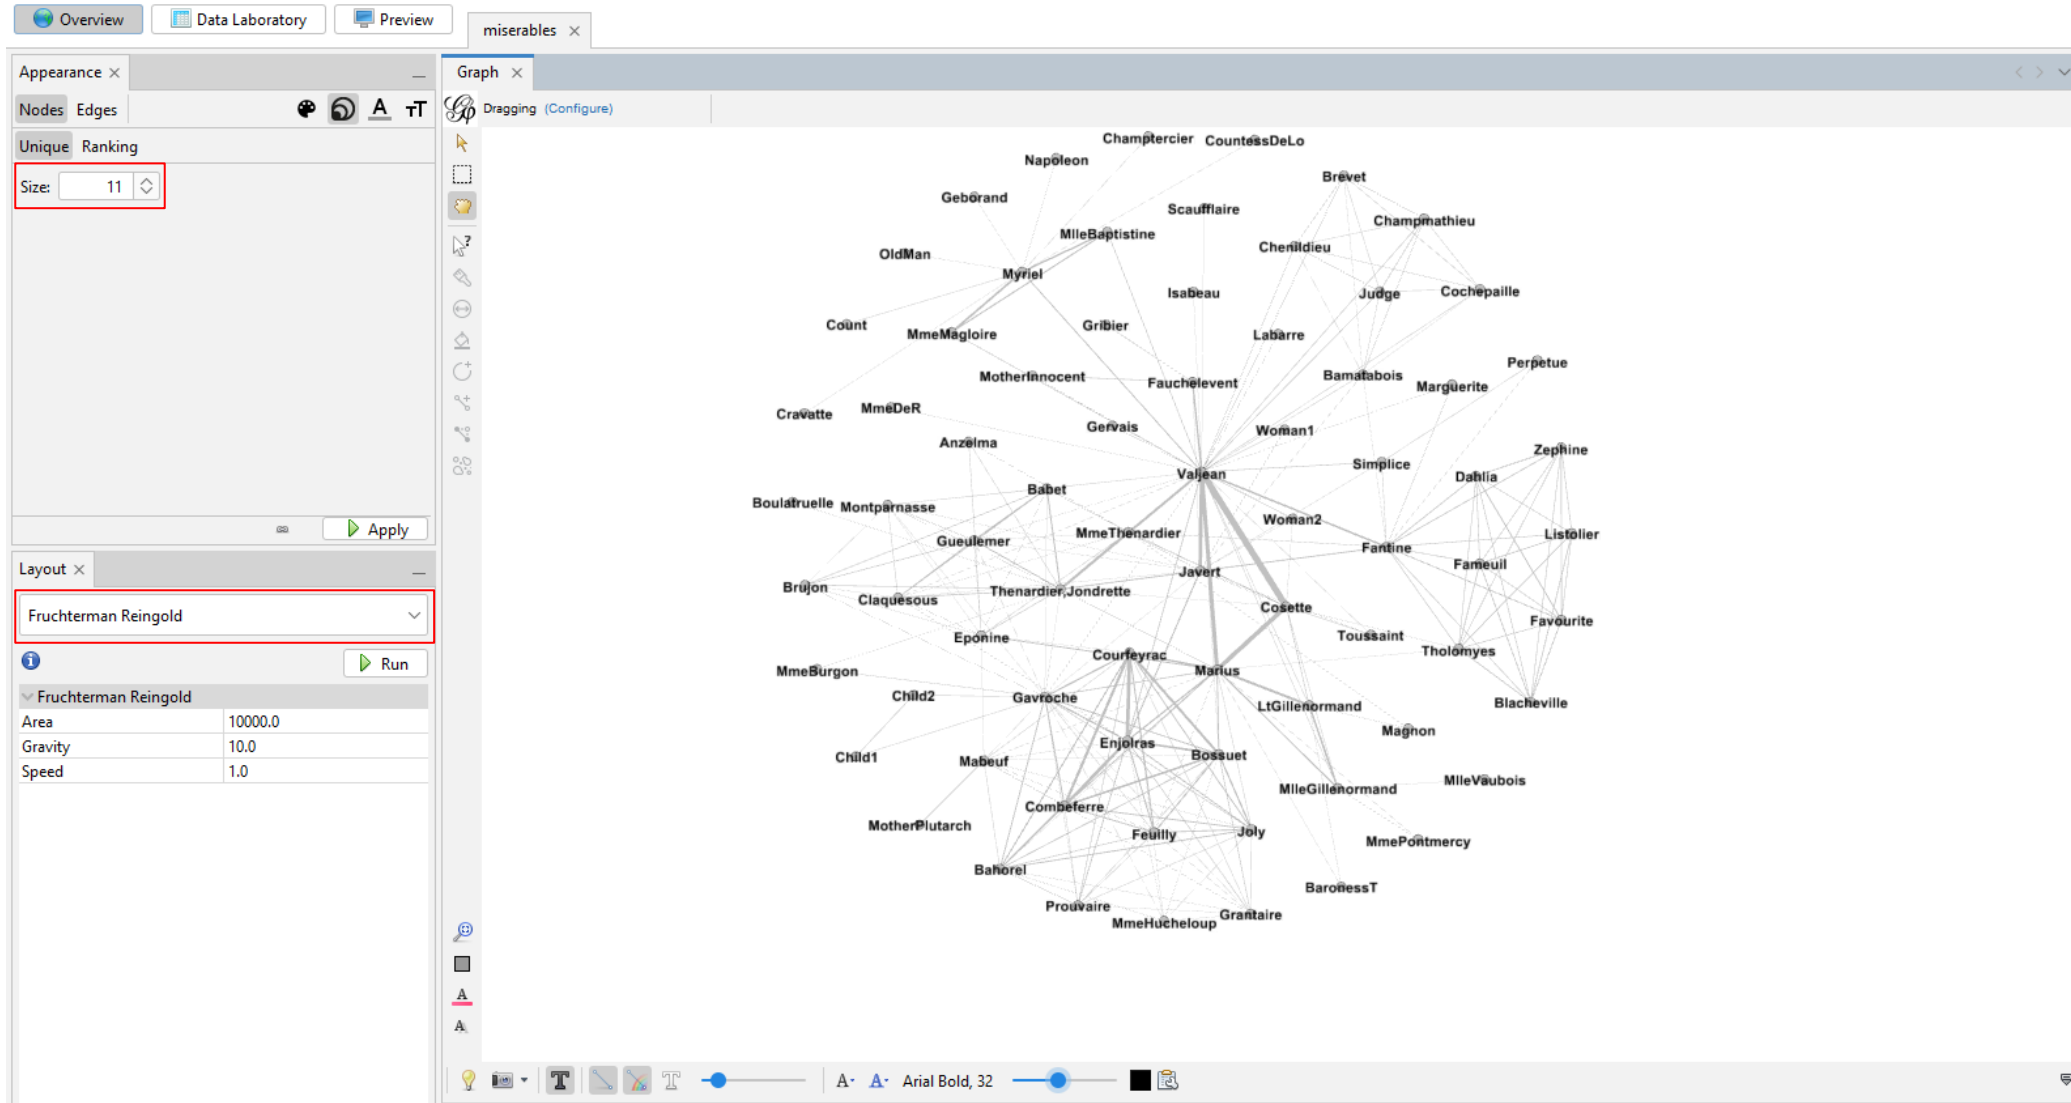 Overview Data Laboratory Preview
miserables
Appearance
Nodes Edges A TT
Unique Ranking
Size: 11
Apply
Layout
Fruchterman Reingold
Run
Fruchterman Reingold
Area 10000.0
Gravity 10.0
Speed 1.0
Graph
Dragging (Configure)
Champtercier CountessDeLo
Napoleon
Brevet
Geborand
Scaufflaire
Champmathieu
MlleBaptistine
Chenildieu
OldMan
Myriel
Isabeau
Judge
Cochepaille
Count
Gribier
MmeMagloire
Labarre
Perpetue
MotherInnocent
Fauchelevent
Bamatabois
Marguerite
Cravatte
MmeDeR
Gervais
Woman1
Anzelma
Zephine
Simplice
Valjean
Dahlia
Babet
Boulatruelle
Montparnasse
Woman2
MmeThenardier
Listolier
Gueulemer
Fantine
Fameuil
Javert
Brujon
Thenardier,Jondrette
Claquesous
Cosette
Favourite
Eponine
Toussaint
Tholomyes
Courfeyrac
MmeBurgon
Marius
Child2
Gavroche
LtGillenormand
Blacheville
Magnon
Enjolras
Bossuet
Child1
Mabeuf
MlleVaubois
MlleGillenormand
Combeferre
MotherPlutarch
Feuilly
Joly
MmePontmercy
Bahorel
BaronessT
Prouvaire
Grantaire
MmeHucheloup
A
A
T T A- A- Arial Bold, 32